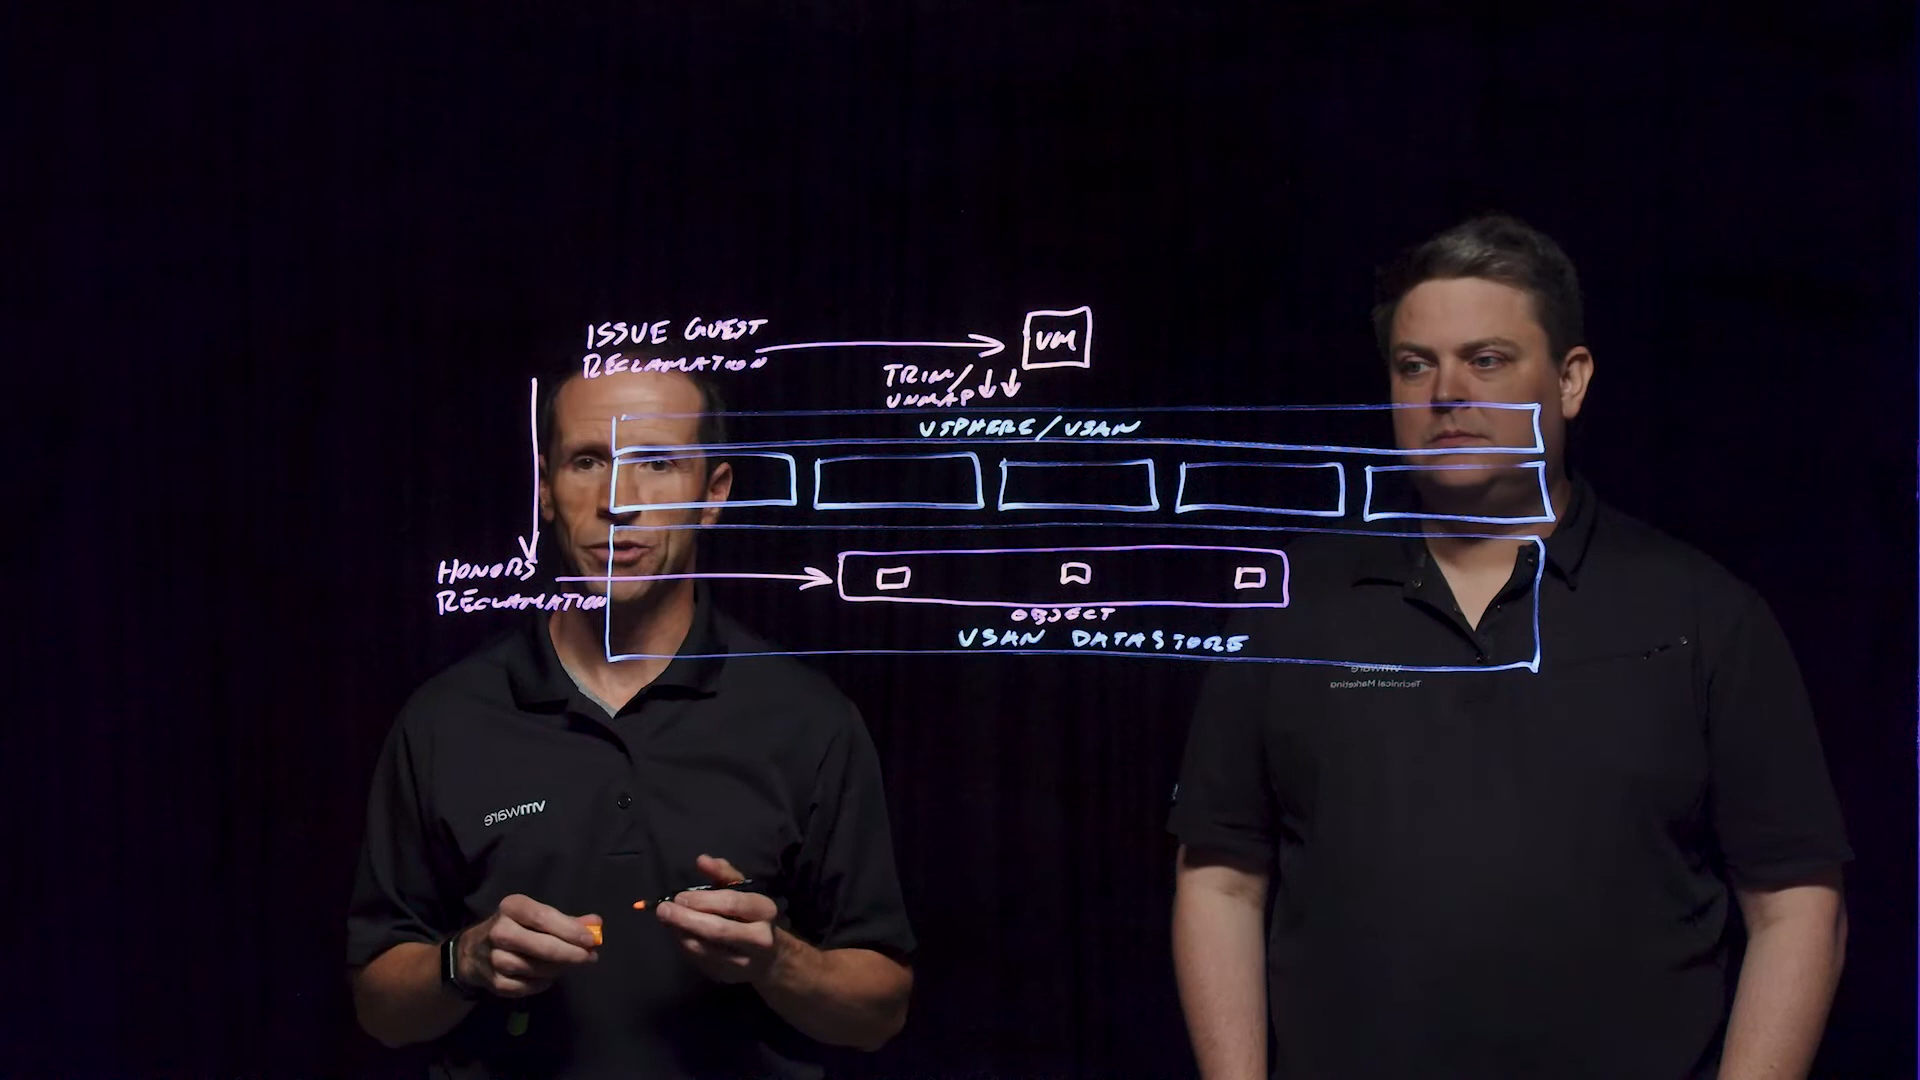 ISSUE GUEST
RECLAMATION
VM
TRIM/
UNMAP
VSPHERE/VSAN
HONORS
RECLAMATION
OBJECT
VSAN DATASTORE
vmware
Technical Marketing
vmware